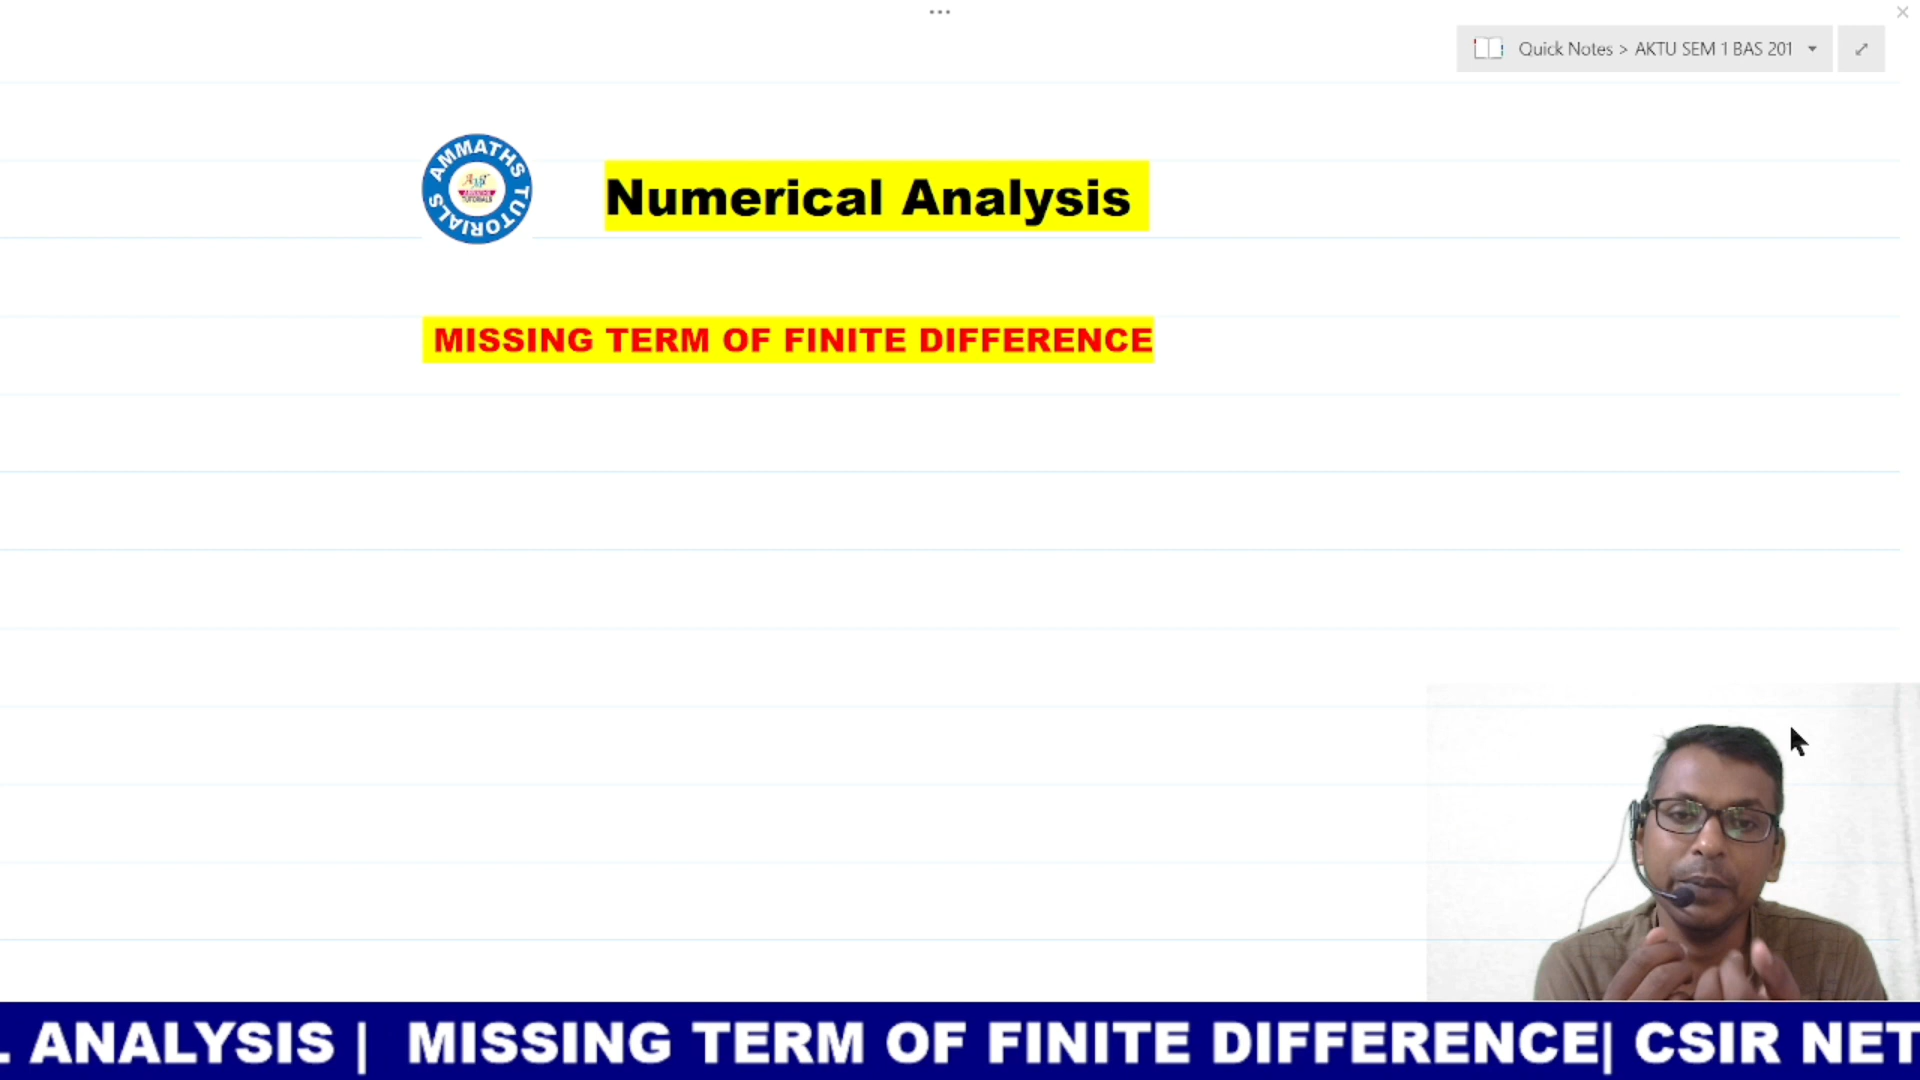 ...
Quick Notes > AKTU SEM 1 BAS 201
AMMATHS TUTORIALS
Numerical Analysis
MISSING TERM OF FINITE DIFFERENCE
L ANALYSIS | MISSING TERM OF FINITE DIFFERENCE| CSIR NET